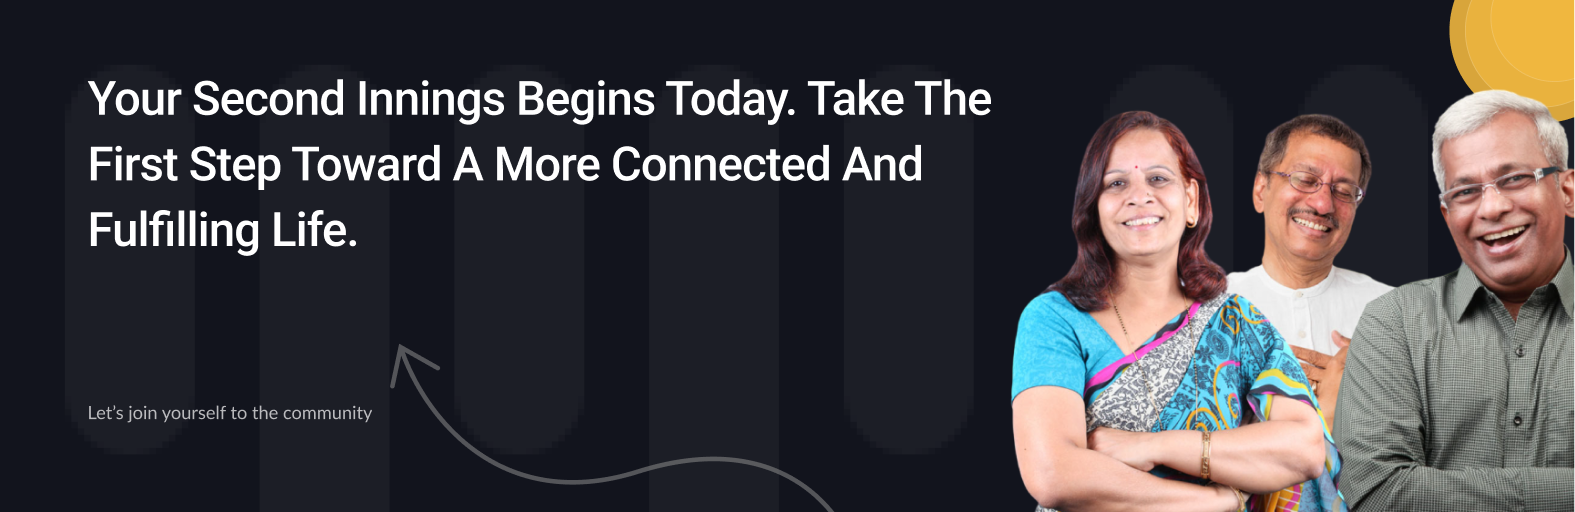 Your Second Innings Begins Today. Take The
First Step Toward A More Connected And
Fulfilling Life.
Let's join yourself to the community